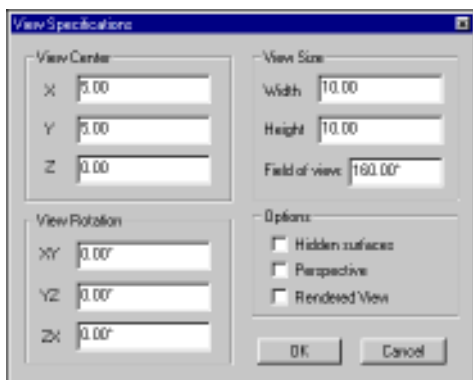 View Specifications
View Center
X 5.00
Y 5.00
Z 0.00
View Size
Width 10.00
Height 10.00
Field of view: 160.00°
View Rotation
XY 0.00°
YZ 0.00°
ZX 0.00°
Options
Hidden surfaces
Perspective
Rendered View
OK Cancel